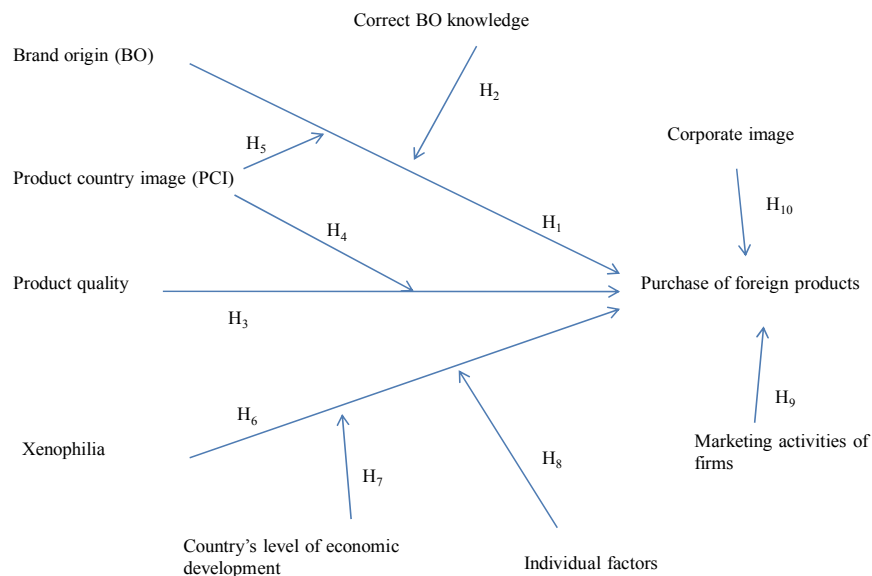 Correct BO knowledge
Brand origin (BO)
H₂
Corporate image
H₅
Product country image (PCI)
H₁₀
H₁
H₄
Product quality
Purchase of foreign products
H₃
H₉
H₆
Xenophilia
Marketing activities of
firms
H₈
H₇
Country’s level of economic
development
Individual factors